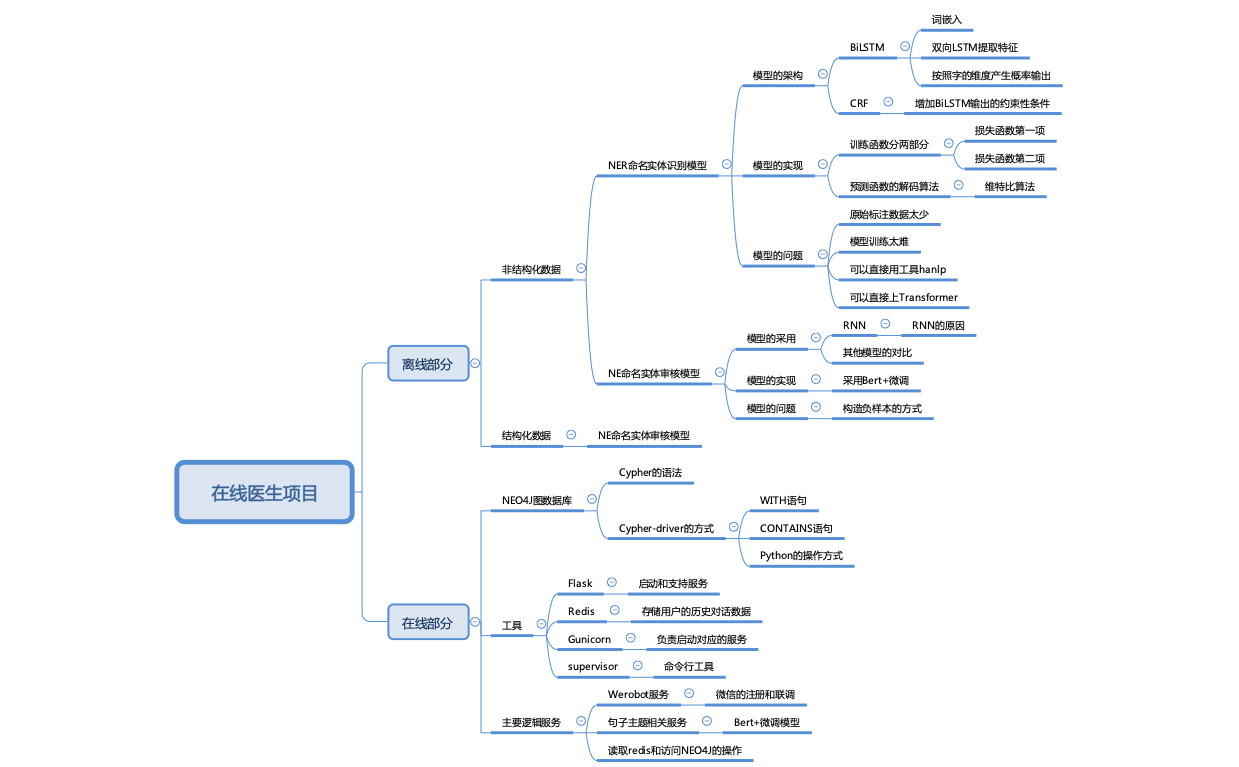 在线医生项目
离线部分
非结构化数据
NER命名实体识别模型
模型的架构
BiLSTM
词嵌入
双向LSTM提取特征
按照字的维度产生概率输出
CRF
增加BiLSTM输出的约束性条件
模型的实现
训练函数分两部分
损失函数第一项
损失函数第二项
预测函数的解码算法
维特比算法
模型的问题
原始标注数据太少
模型训练太难
可以直接用工具hanlp
可以直接上Transformer
NE命名实体审核模型
模型的采用
RNN
RNN的原因
其他模型的对比
模型的实现
采用Bert+微调
模型的问题
构造负样本的方式
结构化数据
NE命名实体审核模型
在线部分
NEO4J图数据库
Cypher的语法
Cypher-driver的方式
WITH语句
CONTAINS语句
Python的操作方式
工具
Flask
启动和支持服务
Redis
存储用户的历史对话数据
Gunicorn
负责启动对应的服务
supervisor
命令行工具
主要逻辑服务
Werobot服务
微信的注册和联调
句子主题相关服务
Bert+微调模型
读取redis和访问NEO4J的操作